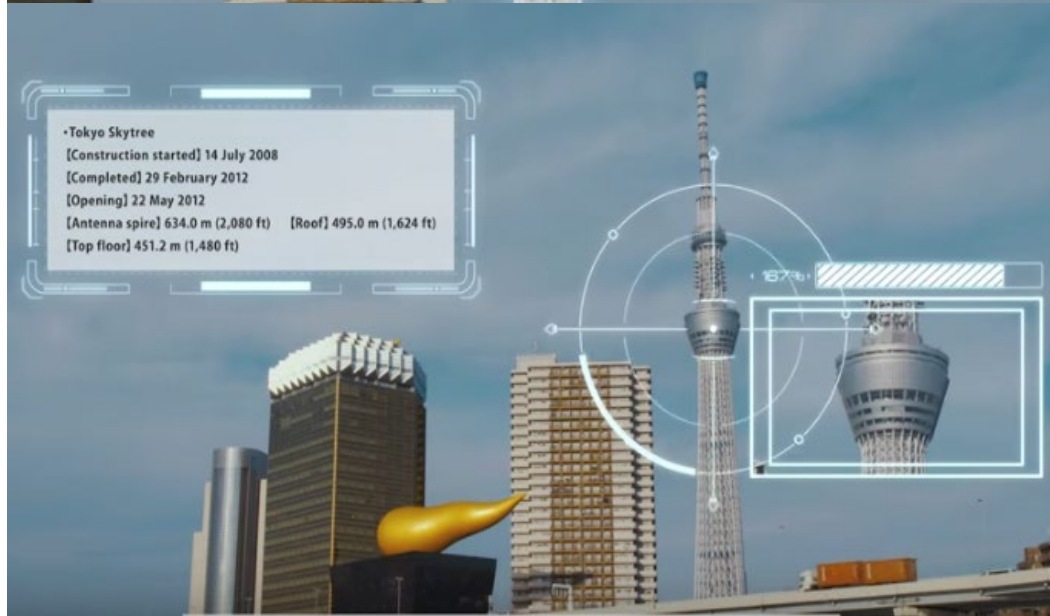 ・Tokyo Skytree
【Construction started】 14 July 2008
【Completed】 29 February 2012
【Opening】 22 May 2012
【Antenna spire】 634.0 m (2,080 ft) 【Roof】 495.0 m (1,624 ft)
【Top floor】 451.2 m (1,480 ft)
167%